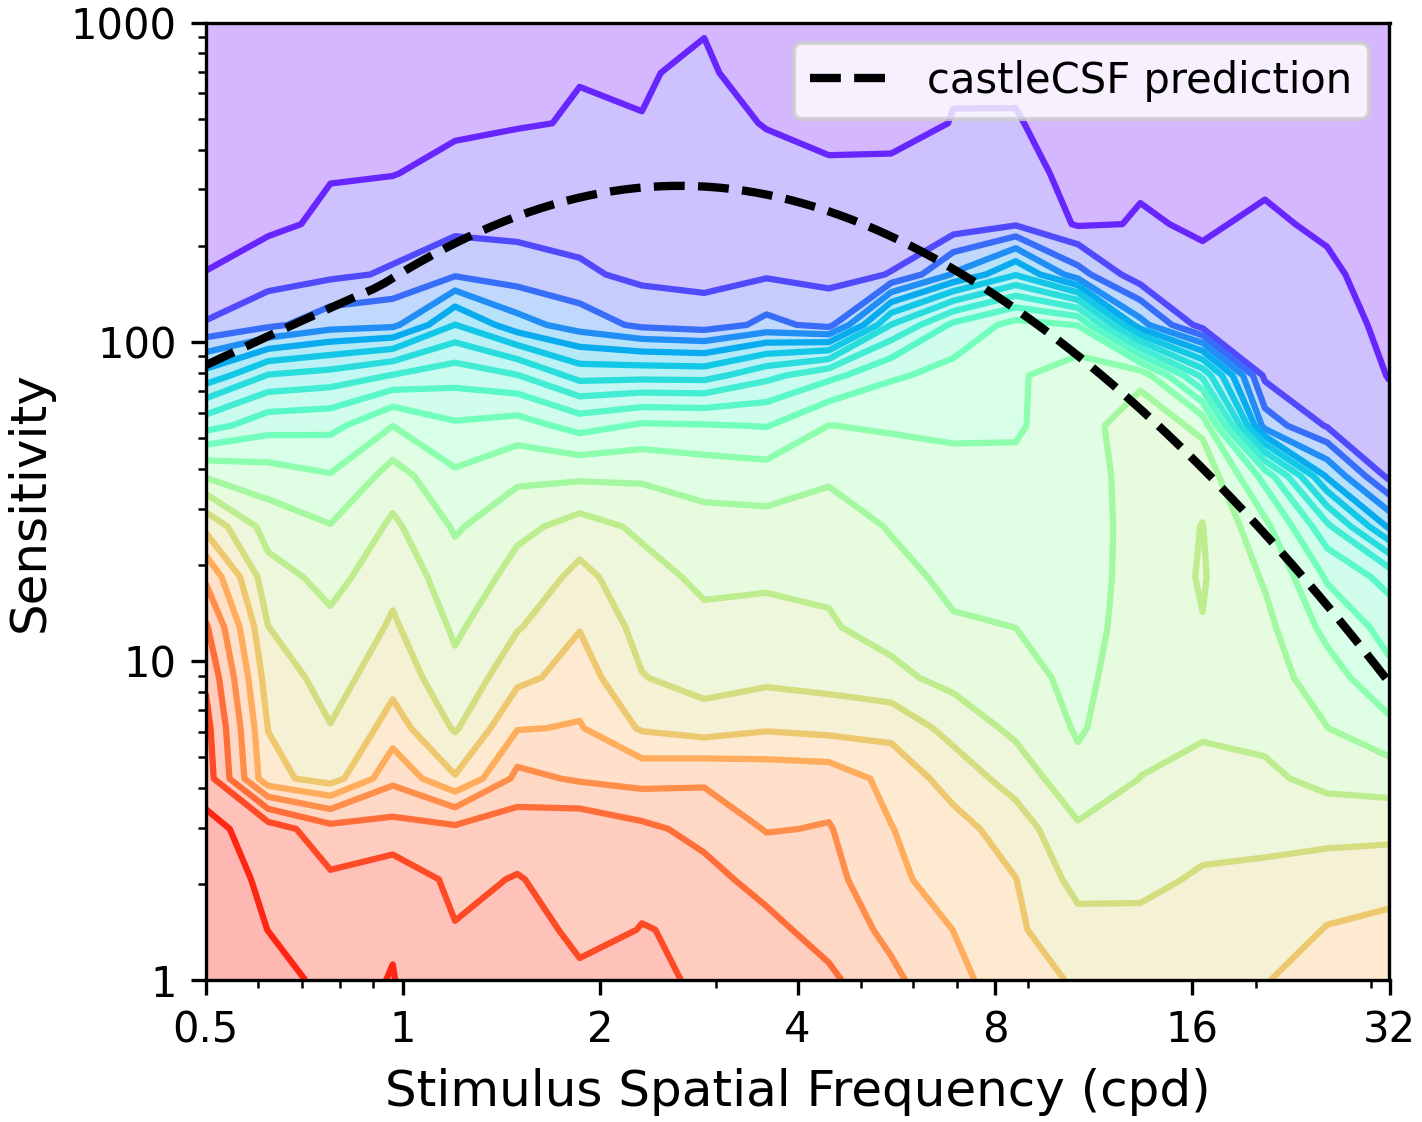 1000
castleCSF prediction
100
Sensitivity
10
1
0.5 1 2 4 8 16 32
Stimulus Spatial Frequency (cpd)